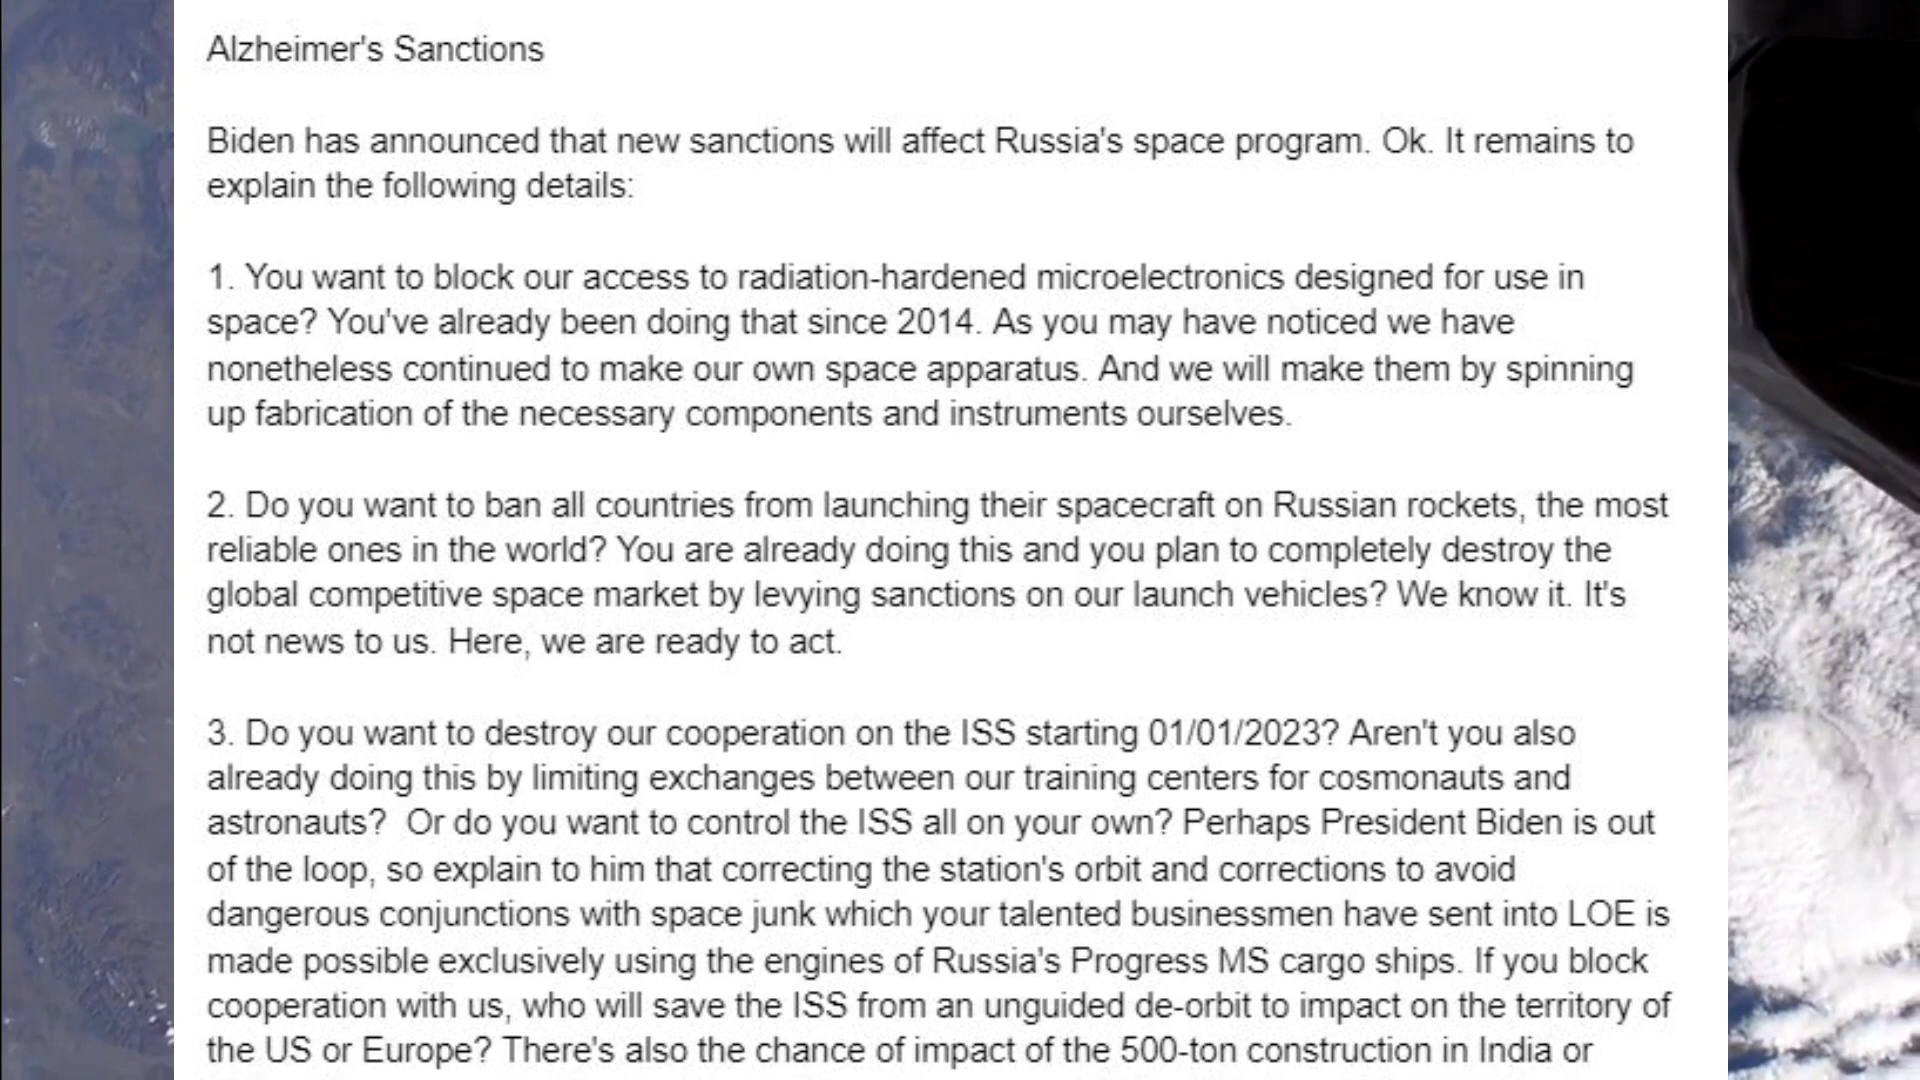 Alzheimer's Sanctions
Biden has announced that new sanctions will affect Russia's space program. Ok. It remains to
explain the following details:
1. You want to block our access to radiation-hardened microelectronics designed for use in
space? You've already been doing that since 2014. As you may have noticed we have
nonetheless continued to make our own space apparatus. And we will make them by spinning
up fabrication of the necessary components and instruments ourselves.
2. Do you want to ban all countries from launching their spacecraft on Russian rockets, the most
reliable ones in the world? You are already doing this and you plan to completely destroy the
global competitive space market by levying sanctions on our launch vehicles? We know it. It's
not news to us. Here, we are ready to act.
3. Do you want to destroy our cooperation on the ISS starting 01/01/2023? Aren't you also
already doing this by limiting exchanges between our training centers for cosmonauts and
astronauts?  Or do you want to control the ISS all on your own? Perhaps President Biden is out
of the loop, so explain to him that correcting the station's orbit and corrections to avoid
dangerous conjunctions with space junk which your talented businessmen have sent into LOE is
made possible exclusively using the engines of Russia's Progress MS cargo ships. If you block
cooperation with us, who will save the ISS from an unguided de-orbit to impact on the territory of
the US or Europe? There's also the chance of impact of the 500-ton construction in India or